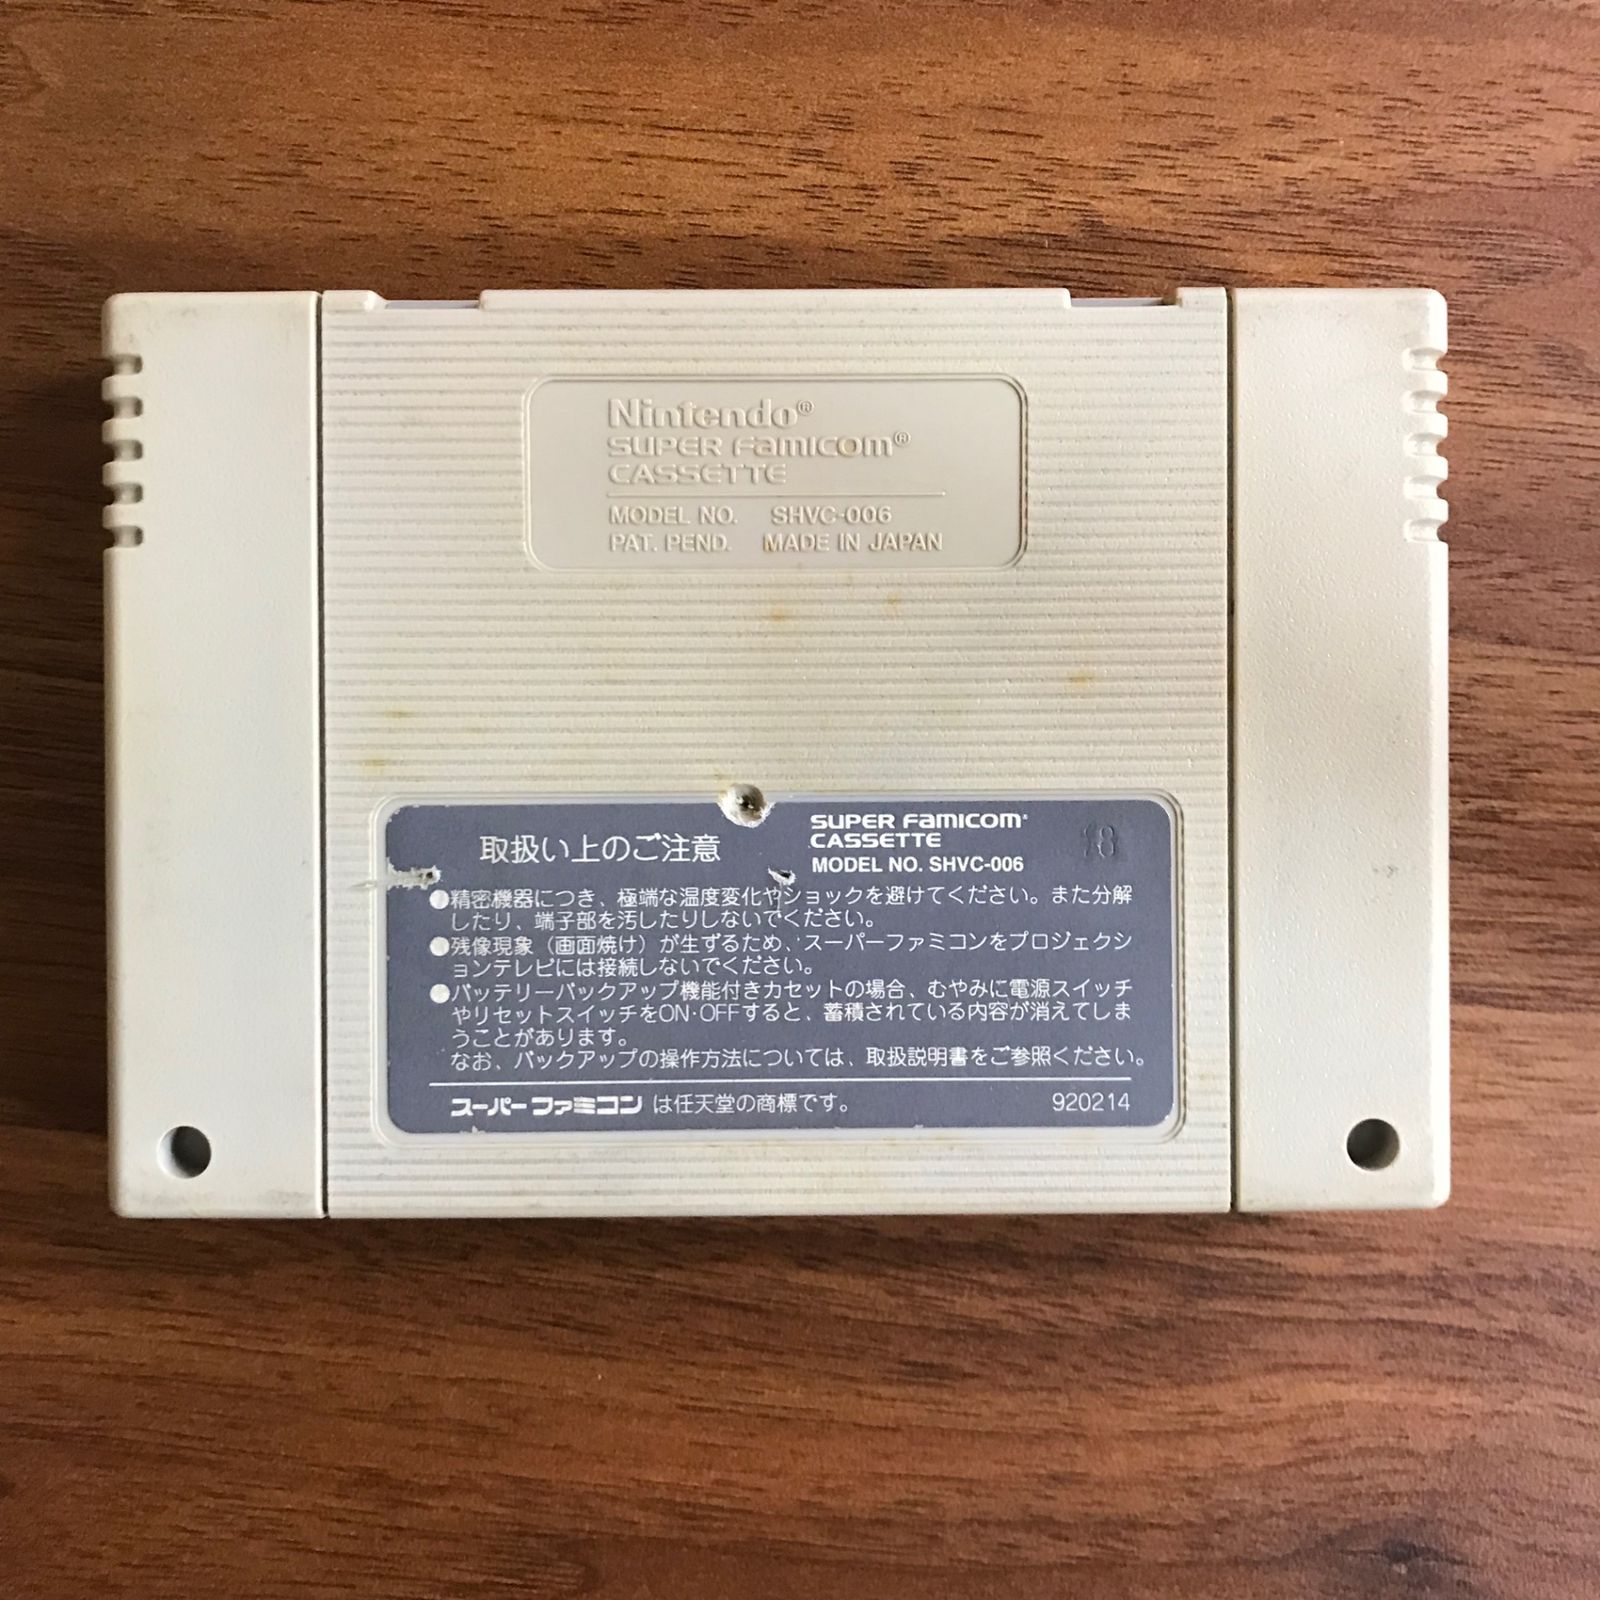 Nintendo®
SUPER Famicom®
CASSETTE
MODEL NO. SHVC-006
PAT. PEND. MADE IN JAPAN
取扱い上のご注意
SUPER Famicom®
CASSETTE
MODEL NO. SHVC-006
18
●精密機器につき、極端な温度変化やショックを避けてください。また分解
したり、端子部を汚したりしないでください。
●残像現象(画面焼け)が生ずるため、スーパーファミコンをプロジェクシ
ョンテレビには接続しないでください。
●バッテリーバックアップ機能付きカセットの場合、むやみに電源スイッチ
やリセットスイッチをON·OFFすると、蓄積されている内容が消えてしま
うことがあります。
なお、バックアップの操作方法については、取扱説明書をご参照ください。
スーパーファミコン は任天堂の商標です。 920214